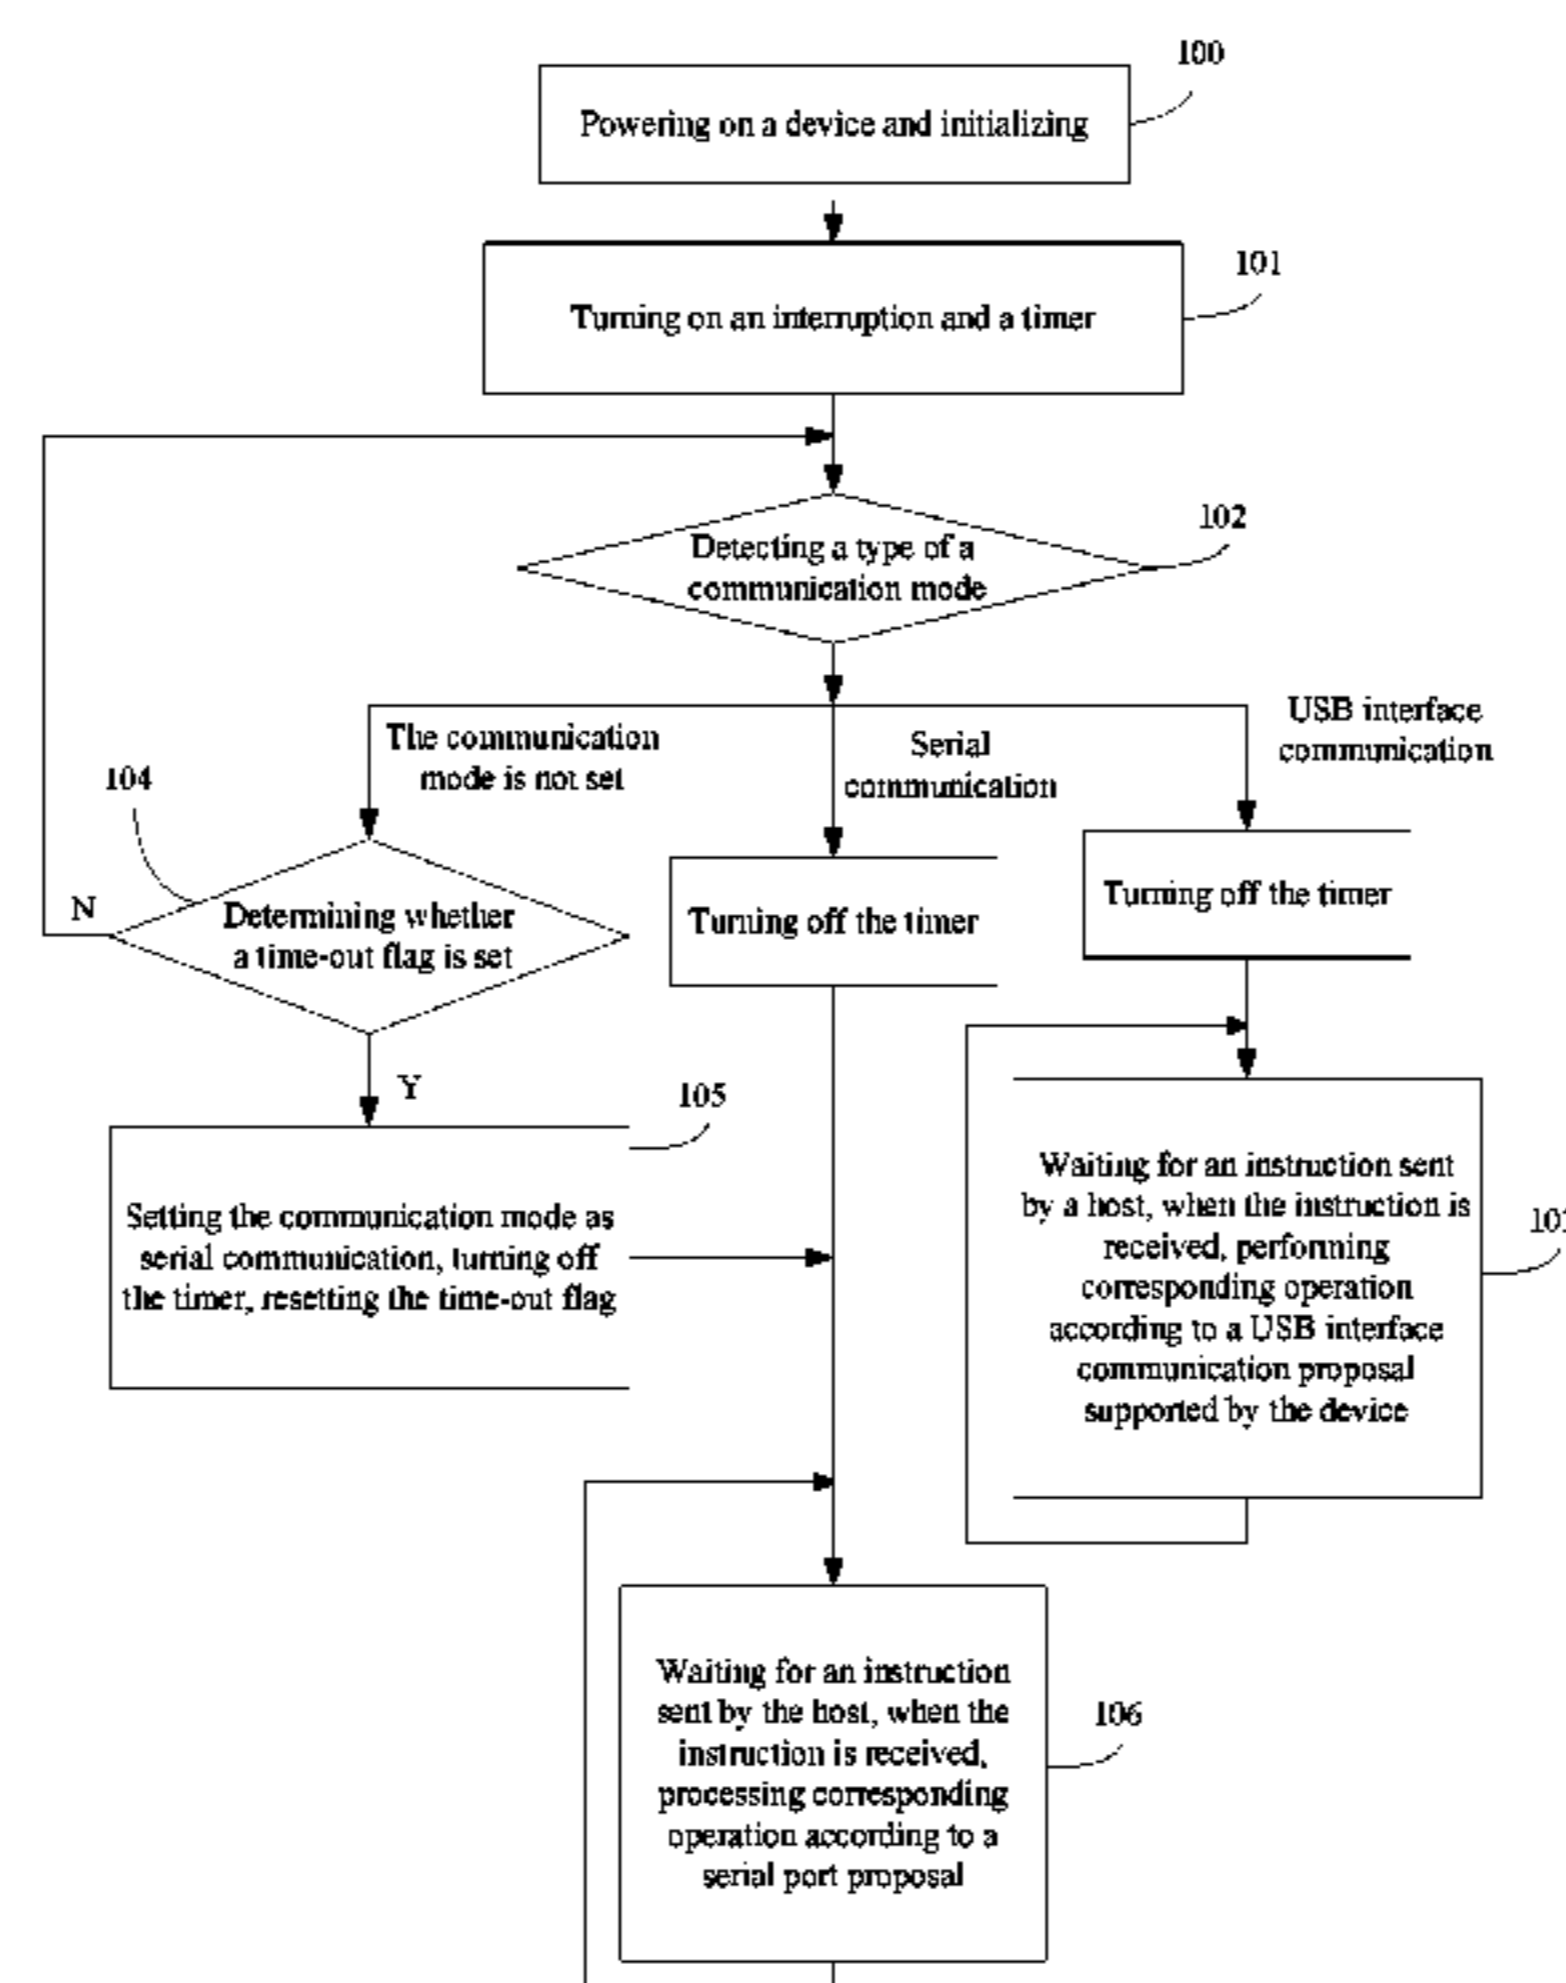 100
Powering on a device and initializing
101
Turning on an interruption and a timer
102
Detecting a type of a
communication mode
The communication
mode is not set
Serial
communication
USB interface
communication
104
N
Determining whether
a time-out flag is set
Turning off the timer
Turning off the timer
Y
105
Setting the communication mode as
serial communication, turning off
the timer, resetting the time-out flag
Waiting for an instruction sent
by a host, when the instruction is
received, performing
corresponding operation
according to a USB interface
communication proposal
supported by the device
Waiting for an instruction
sent by the host, when the
instruction is received,
processing corresponding
operation according to a
serial port proposal
106